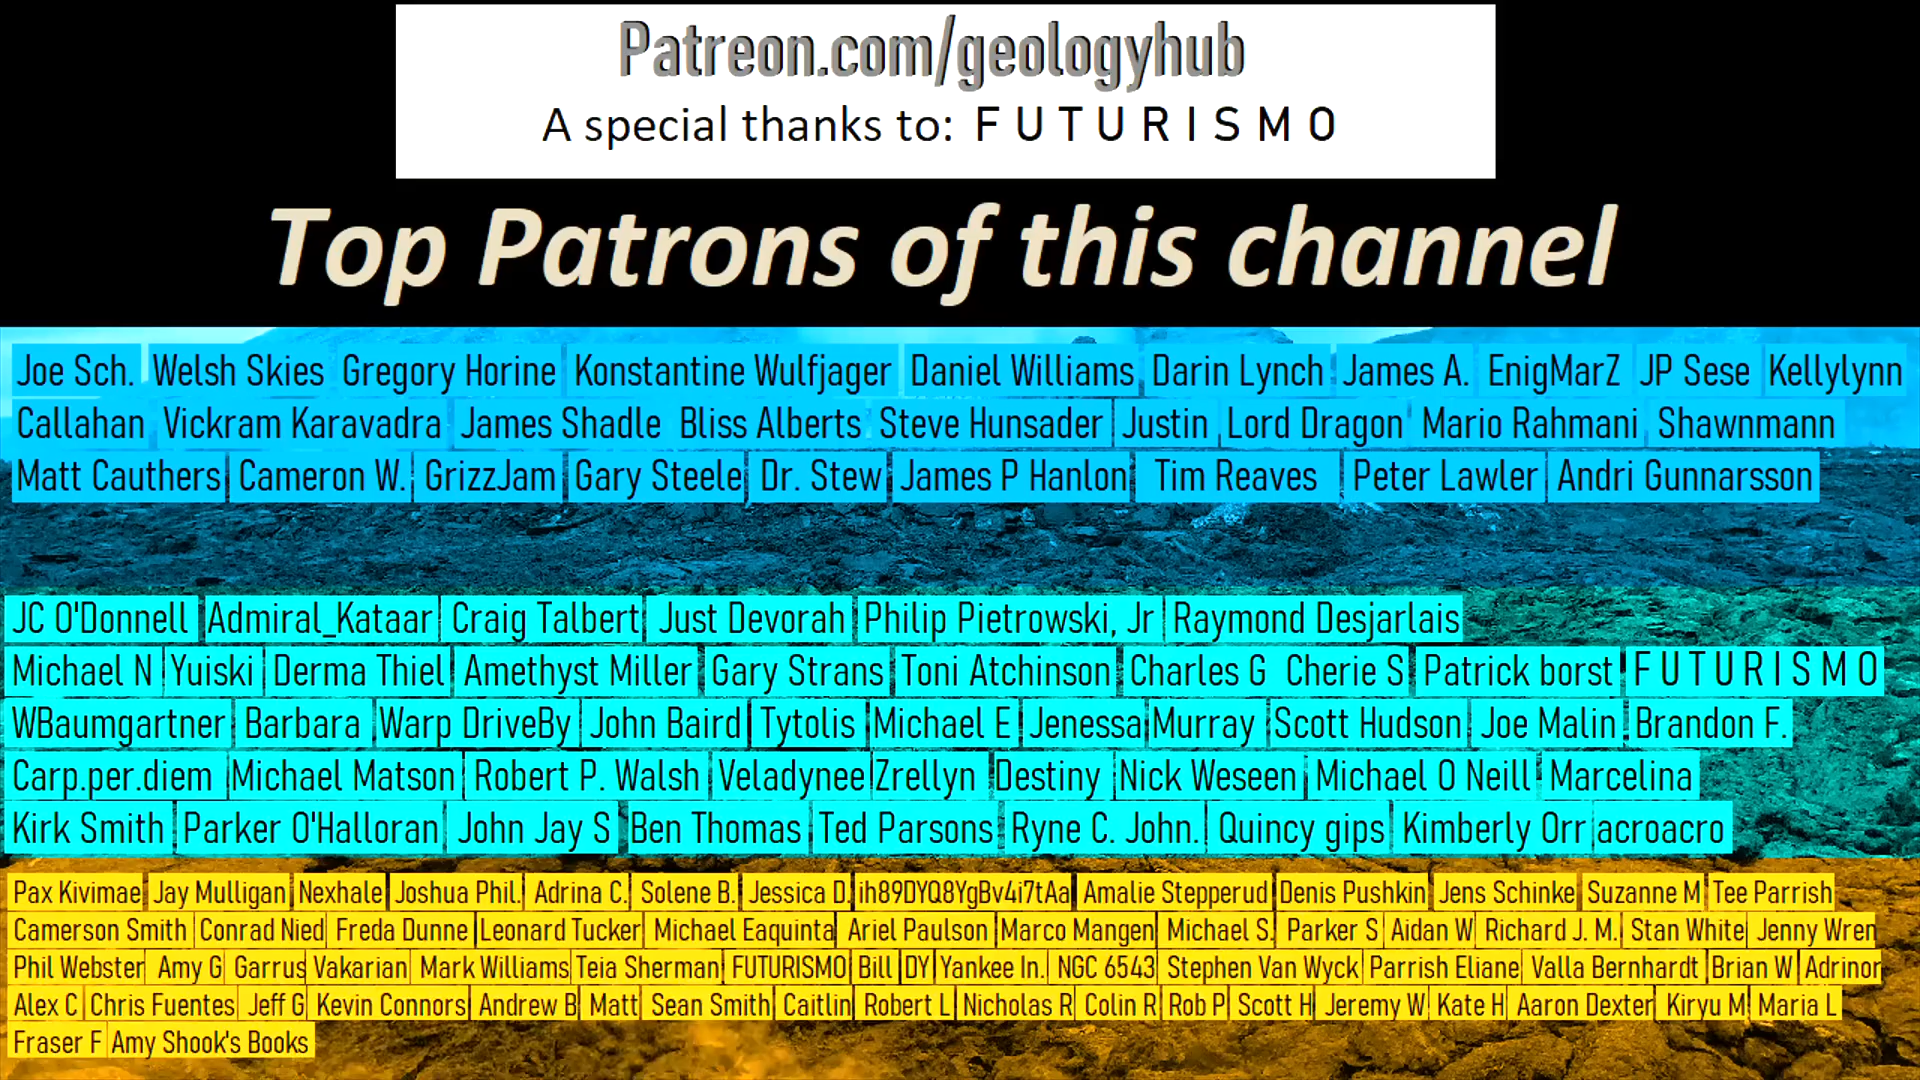 Patreon.com/geologyhub
A special thanks to: F U T U R I S M O
Top Patrons of this channel
Joe Sch. Welsh Skies Gregory Horine Konstantine Wulfjager Daniel Williams Darin Lynch James A. EnigMarZ JP Sese Kellylynn
Callahan Vickram Karavadra James Shadle Bliss Alberts Steve Hunsader Justin Lord Dragon Mario Rahmani Shawnmann
Matt Cauthers Cameron W. GrizzJam Gary Steele Dr. Stew James P Hanlon Tim Reaves Peter Lawler Andri Gunnarsson
JC O'Donnell Admiral_Kataar Craig Talbert Just Devorah Philip Pietrowski, Jr Raymond Desjarlais
Michael N Yuiski Derma Thiel Amethyst Miller Gary Strans Toni Atchinson Charles G Cherie S Patrick borst F U T U R I S M O
WBaumgartner Barbara Warp DriveBy John Baird Tytolis Michael E Jenessa Murray Scott Hudson Joe Malin Brandon F.
Carp.per.diem Michael Matson Robert P. Walsh Veladynee Zrellyn Destiny Nick Weseen Michael O Neill Marcelina
Kirk Smith Parker O'Halloran John Jay S Ben Thomas Ted Parsons Ryne C. John. Quincy gips Kimberly Orr acroacro
Pax Kivimae Jay Mulligan Nexhale Joshua Phil. Adrina C. Solene B. Jessica D. ih89DYQ8YgBv4i7tAa Amalie Stepperud Denis Pushkin Jens Schinke Suzanne M Tee Parrish
Camerson Smith Conrad Nied Freda Dunne Leonard Tucker Michael Eaquinta Ariel Paulson Marco Mangen Michael S. Parker S Aidan W Richard J. M. Stan White Jenny Wren
Phil Webster Amy G Garrus Vakarian Mark Williams Teia Sherman FUTURISMO Bill DY Yankee In. NGC 6543 Stephen Van Wyck Parrish Eliane Valla Bernhardt Brian W Adrinor
Alex C Chris Fuentes Jeff G Kevin Connors Andrew B Matt Sean Smith Caitlin Robert L Nicholas R Colin R Rob P Scott H Jeremy W Kate H Aaron Dexter Kiryu M Maria L
Fraser F Amy Shook's Books